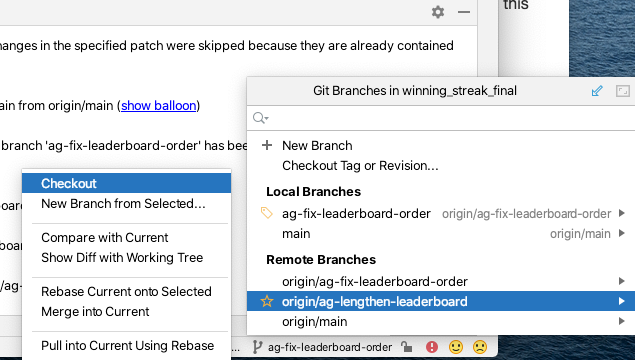 this
hanges in the specified patch were skipped because they are already contained
ain from origin/main (show balloon)
branch 'ag-fix-leaderboard-order' has bee
Git Branches in winning_streak_final
New Branch
Checkout Tag or Revision...
Local Branches
ag-fix-leaderboard-order origin/ag-fix-leaderboard-order
main origin/main
Remote Branches
origin/ag-fix-leaderboard-order
origin/ag-lengthen-leaderboard
origin/main
Checkout
New Branch from Selected...
Compare with Current
Show Diff with Working Tree
Rebase Current onto Selected
Merge into Current
Pull into Current Using Rebase
ag-fix-leaderboard-order